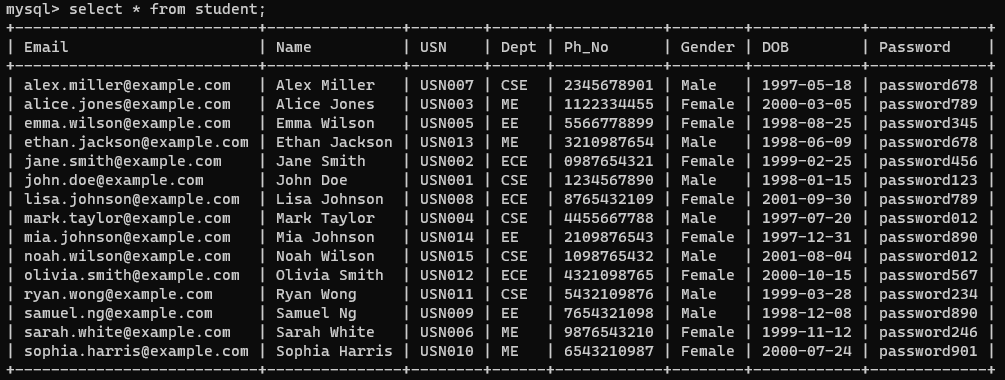 mysql> select * from student;
+---------------------------+---------------+--------+------+------------+--------+------------+-------------+
| Email                     | Name          | USN    | Dept | Ph_No      | Gender | DOB        | Password    |
+---------------------------+---------------+--------+------+------------+--------+------------+-------------+
| alex.miller@example.com   | Alex Miller   | USN007 | CSE  | 2345678901 | Male   | 1997-05-18 | password678 |
| alice.jones@example.com   | Alice Jones   | USN003 | ME   | 1122334455 | Female | 2000-03-05 | password789 |
| emma.wilson@example.com   | Emma Wilson   | USN005 | EE   | 5566778899 | Female | 1998-08-25 | password345 |
| ethan.jackson@example.com | Ethan Jackson | USN013 | ME   | 3210987654 | Male   | 1998-06-09 | password678 |
| jane.smith@example.com    | Jane Smith    | USN002 | ECE  | 0987654321 | Female | 1999-02-25 | password456 |
| john.doe@example.com      | John Doe      | USN001 | CSE  | 1234567890 | Male   | 1998-01-15 | password123 |
| lisa.johnson@example.com  | Lisa Johnson  | USN008 | ECE  | 8765432109 | Female | 2001-09-30 | password789 |
| mark.taylor@example.com   | Mark Taylor   | USN004 | CSE  | 4455667788 | Male   | 1997-07-20 | password012 |
| mia.johnson@example.com   | Mia Johnson   | USN014 | EE   | 2109876543 | Female | 1997-12-31 | password890 |
| noah.wilson@example.com   | Noah Wilson   | USN015 | CSE  | 1098765432 | Male   | 2001-08-04 | password012 |
| olivia.smith@example.com  | Olivia Smith  | USN012 | ECE  | 4321098765 | Female | 2000-10-15 | password567 |
| ryan.wong@example.com     | Ryan Wong     | USN011 | CSE  | 5432109876 | Male   | 1999-03-28 | password234 |
| samuel.ng@example.com     | Samuel Ng     | USN009 | EE   | 7654321098 | Male   | 1998-12-08 | password890 |
| sarah.white@example.com   | Sarah White   | USN006 | ME   | 9876543210 | Female | 1999-11-12 | password246 |
| sophia.harris@example.com | Sophia Harris | USN010 | ME   | 6543210987 | Female | 2000-07-24 | password901 |
+---------------------------+---------------+--------+------+------------+--------+------------+-------------+